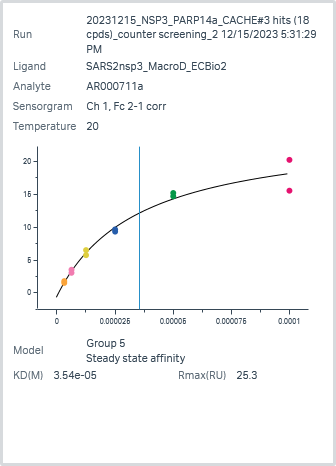 Run 20231215_NSP3_PARP14a_CACHE#3 hits (18
cpds)_counter screening_2 12/15/2023 5:31:29
PM
Ligand SARS2nsp3_MacroD_ECBio2
Analyte AR000711a
Sensorgram Ch 1, Fc 2-1 corr
Temperature 20
20
15
10
5
0
0 0.000025 0.00005 0.000075 0.0001
Model Group 5
Steady state affinity
KD(M) 3.54e-05 Rmax(RU) 25.3